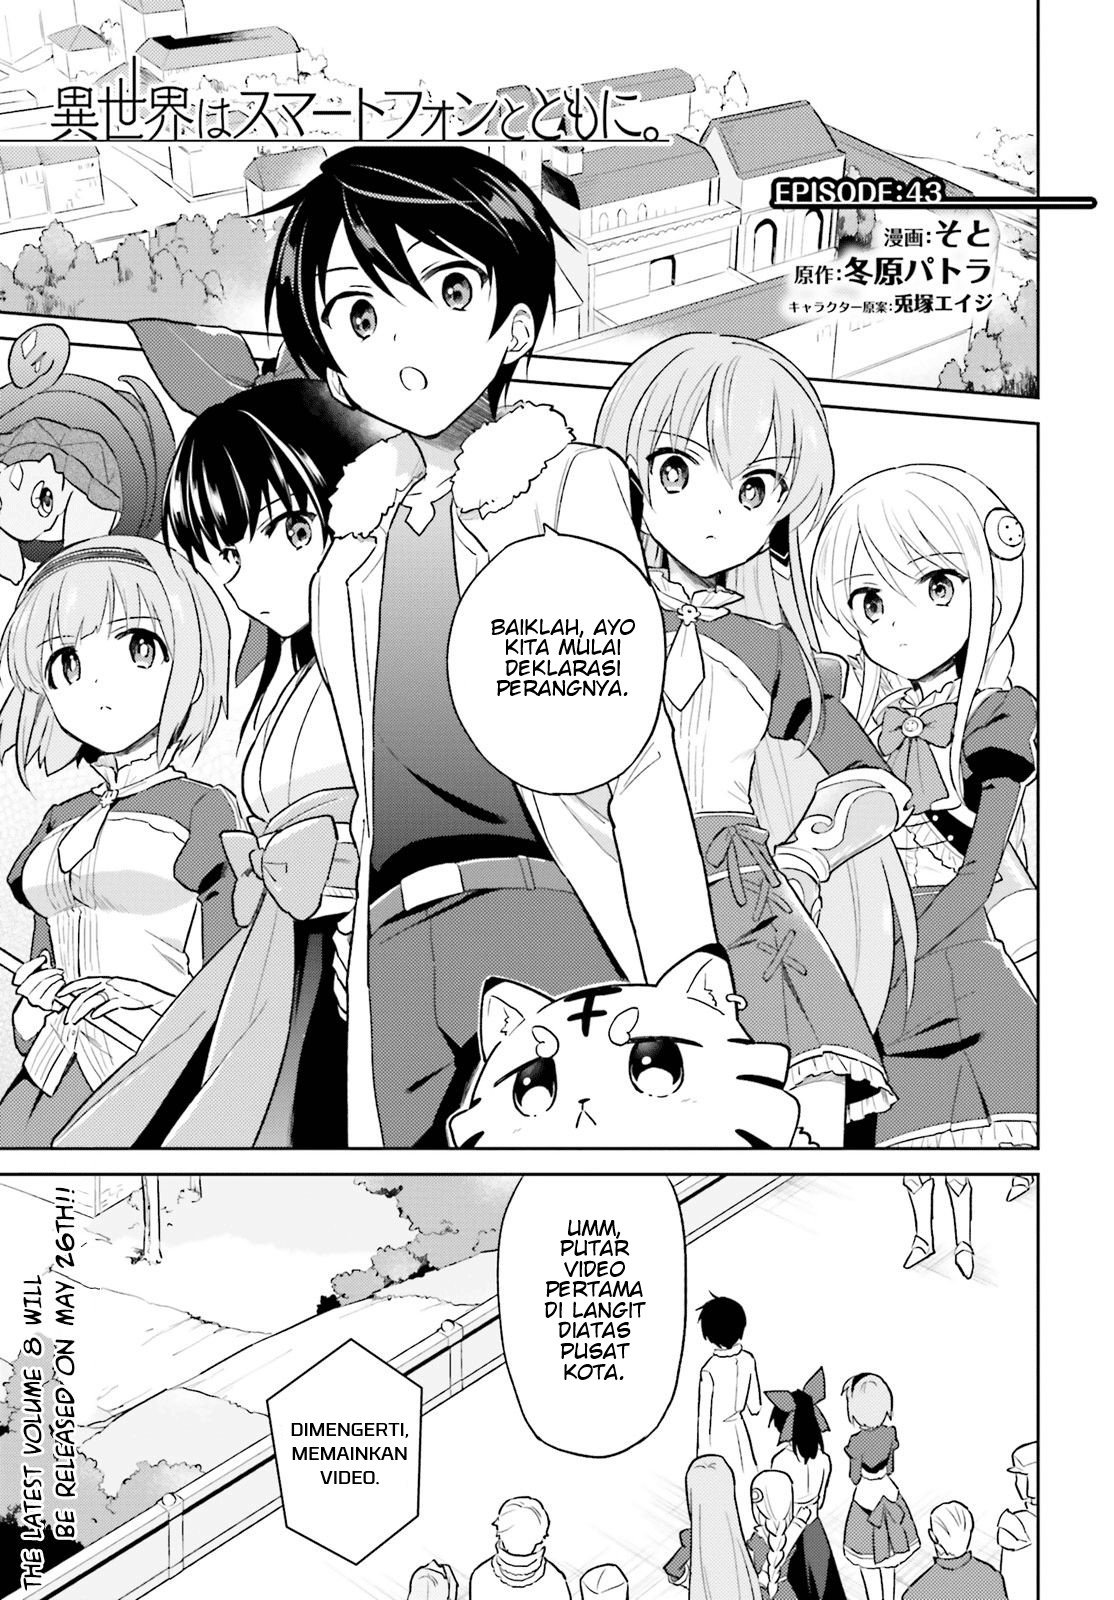 異世界はスマートフォンとともに。
EPISODE:43
漫画:そと
原作:冬原パトラ
キャラクター原案:兎塚エイジ
BAIKLAH, AYO
KITA MULAI
DEKLARASI
PERANGNYA.
UMM,
PUTAR
VIDEO
PERTAMA
DI LANGIT
DIATAS
PUSAT
KOTA.
DIMENGERTI,
MEMAINKAN
VIDEO.
THE LATEST VOLUME 8 WILL
BE RELEASED ON MAY 26TH!!